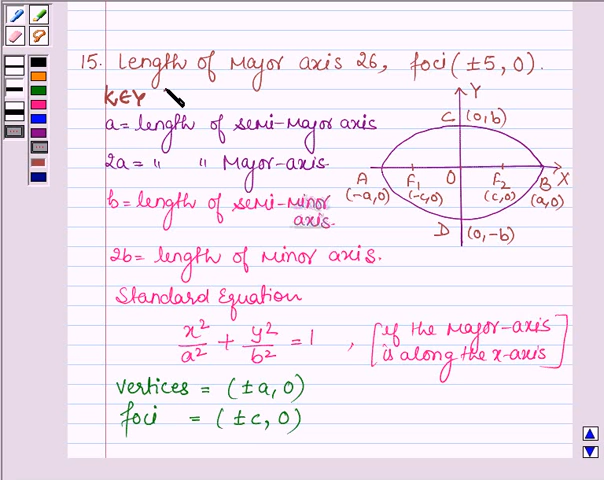 15. Length of Major axis 26, foci (±5, 0).
KEY
a = length of semi-Major axis
2a = " " Major-axis.
b = length of semi-minor axis.
2b = length of minor axis.
Standard Equation
x²/a² + y²/b² = 1 , [if the Major-axis is along the x-axis]
vertices = (±a, 0)
foci = (±c, 0)
Y
C (0, b)
A F₁ O F₂ B X
(-a, 0) (-c, 0) (c, 0) (a, 0)
D (0, -b)